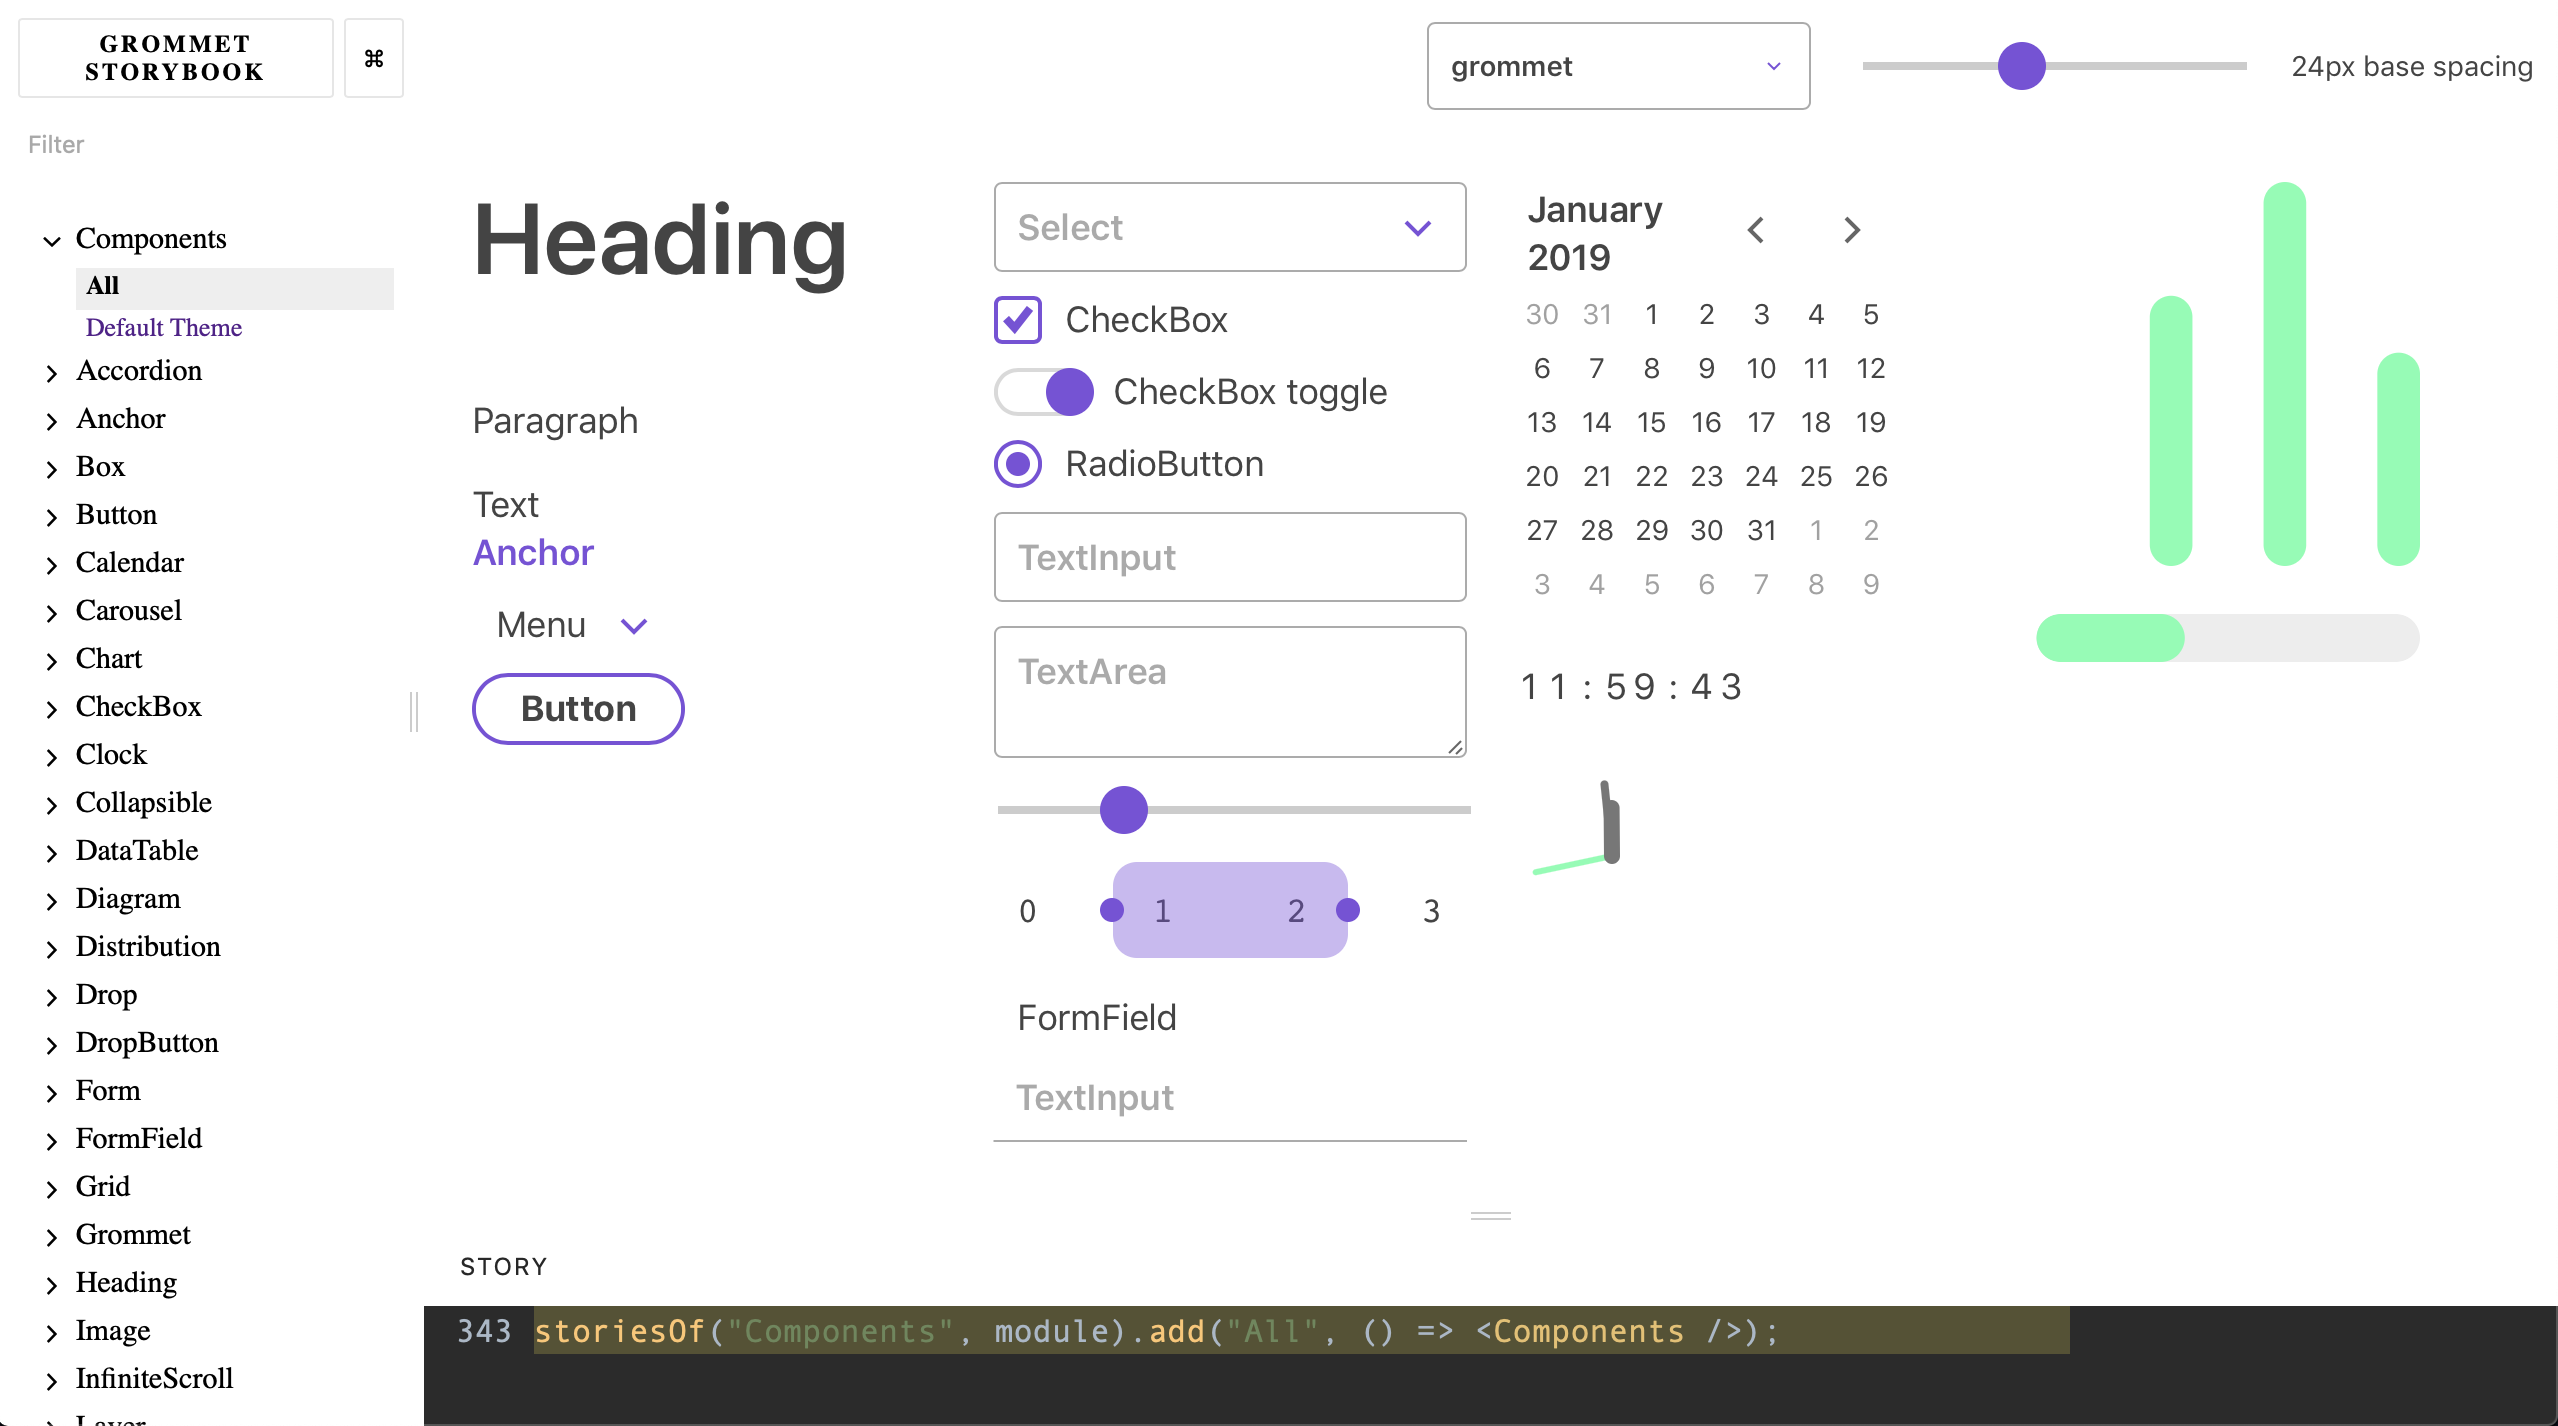 GROMMET
STORYBOOK
⌘
Filter
Components
All
Default Theme
Accordion
Anchor
Box
Button
Calendar
Carousel
Chart
CheckBox
Clock
Collapsible
DataTable
Diagram
Distribution
Drop
DropButton
Form
FormField
Grid
Grommet
Heading
Image
InfiniteScroll
Layer
grommet
24px base spacing
Heading
Paragraph
Text
Anchor
Menu
Button
Select
CheckBox
CheckBox toggle
RadioButton
TextInput
TextArea
0 1 2 3
FormField
TextInput
January
2019
30 31 1 2 3 4 5
6 7 8 9 10 11 12
13 14 15 16 17 18 19
20 21 22 23 24 25 26
27 28 29 30 31 1 2
3 4 5 6 7 8 9
11:59:43
STORY
343 storiesOf("Components", module).add("All", () => <Components />);